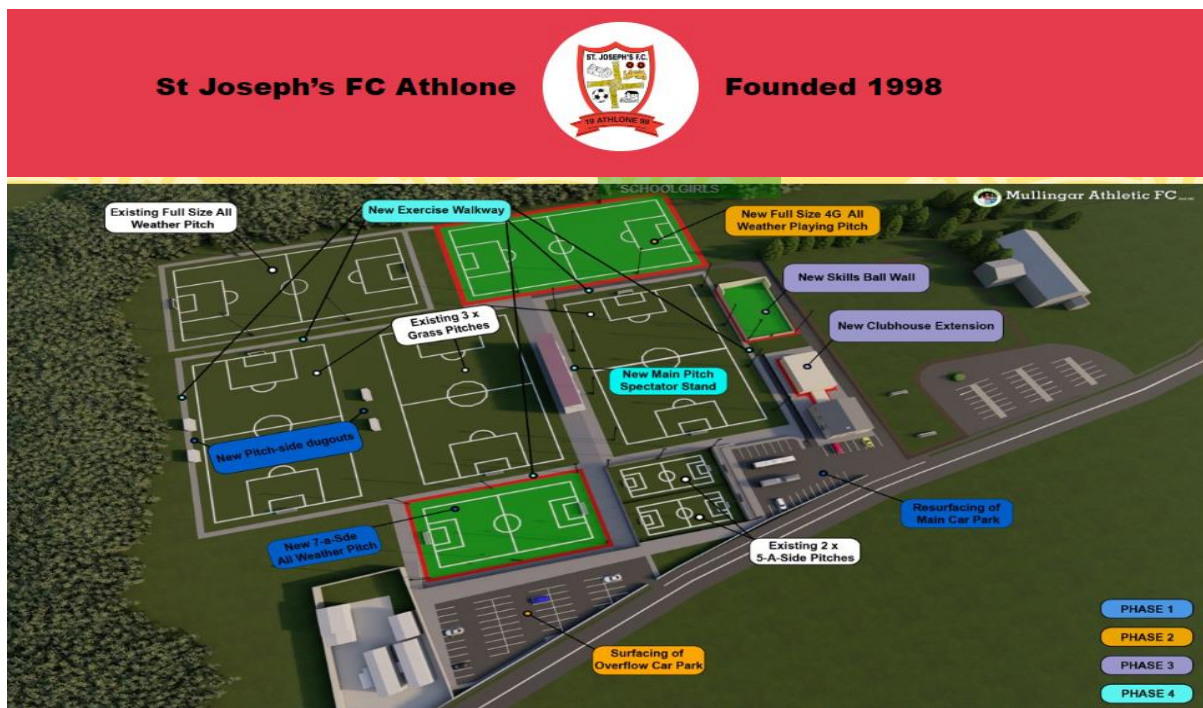 St Joseph's FC Athlone
ST. JOSEPH'S F.C.
19 ATHLONE 98
Founded 1998
SCHOOLGIRLS
Mullingar Athletic FC
Existing Full Size All
Weather Pitch
New Exercise Walkway
New Full Size 4G All
Weather Playing Pitch
New Skills Ball Wall
New Clubhouse Extension
Existing 3 x
Grass Pitches
New Main Pitch
Spectator Stand
New Pitch-side dugouts
New 7-a-Sde
All Weather Pitch
Resurfacing of
Main Car Park
Existing 2 x
5-A-Side Pitches
Surfacing of
Overflow Car Park
PHASE 1
PHASE 2
PHASE 3
PHASE 4